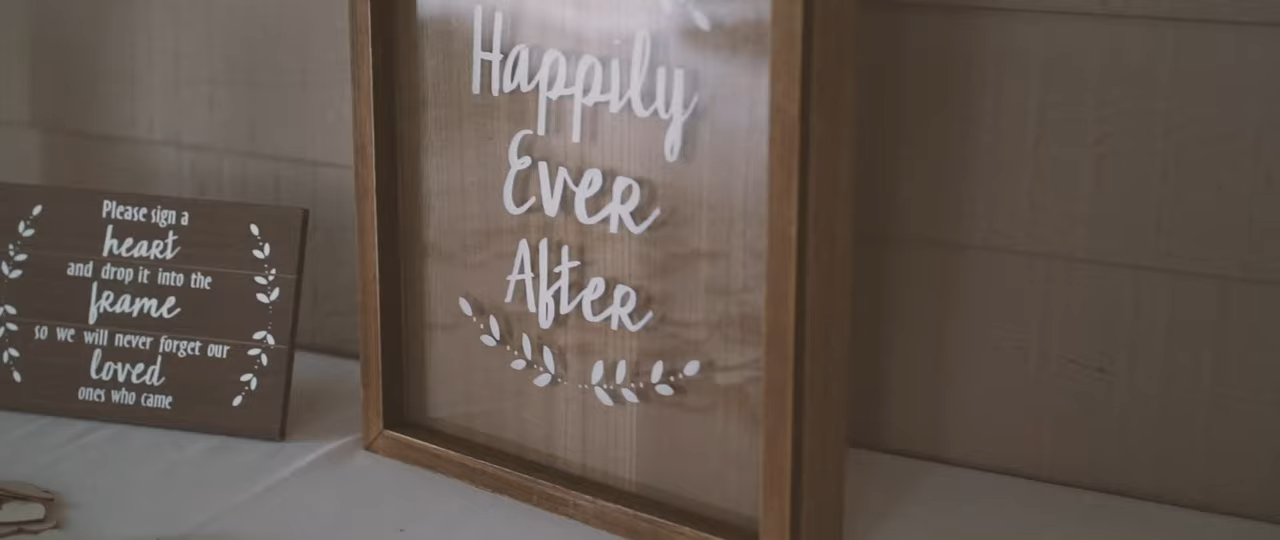 Please sign a
heart
and drop it into the
frame
so we will never forget our
loved
ones who came
Happily
Ever
After